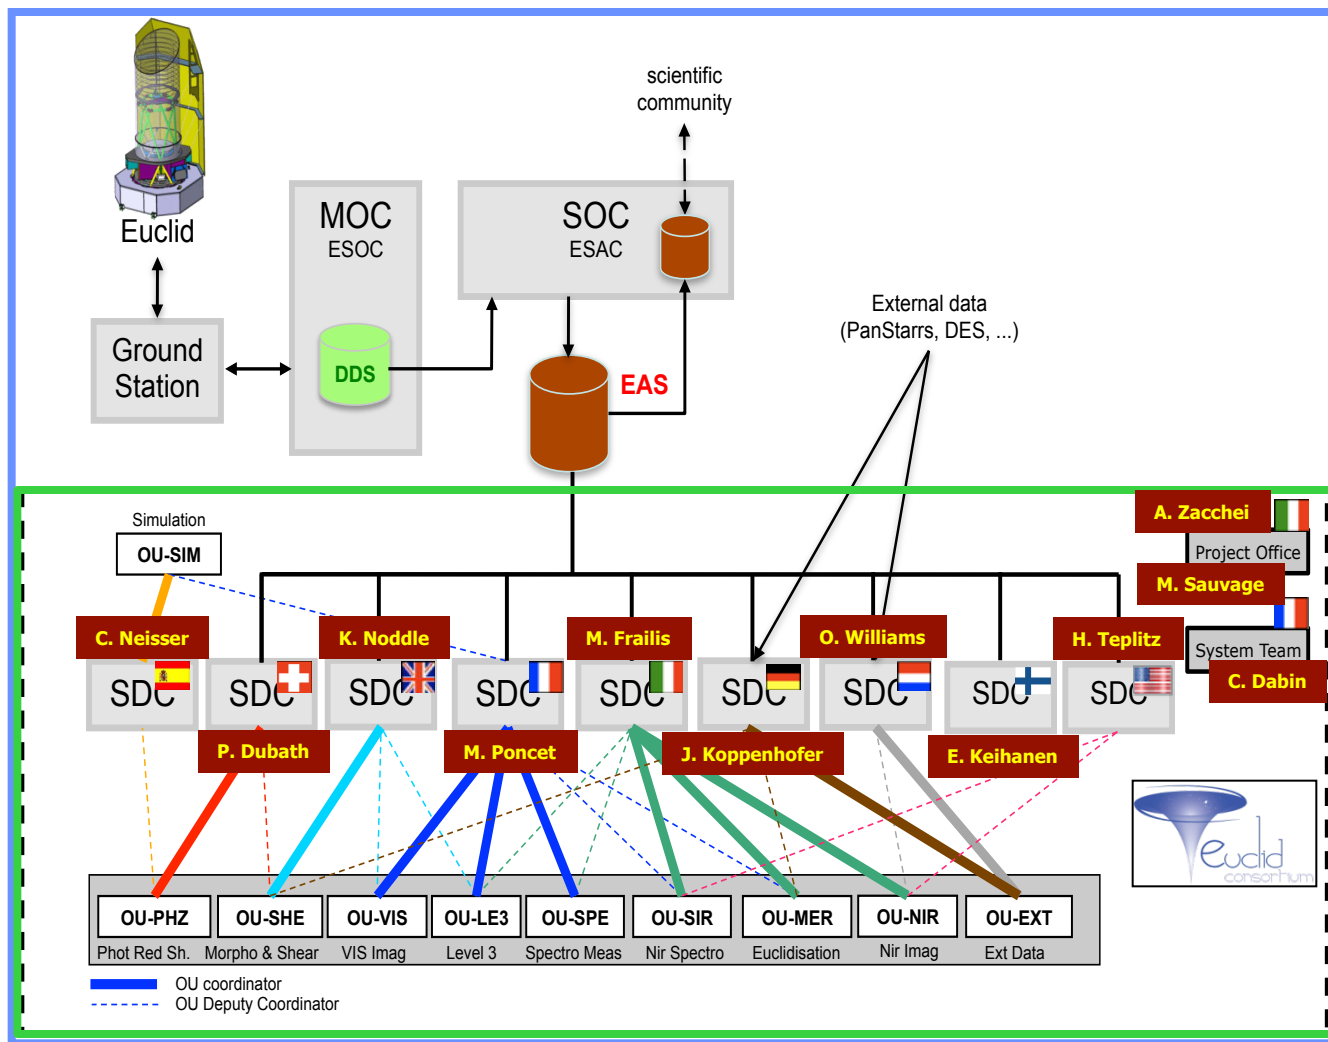 scientific
community
MOC
ESOC
SOC
ESAC
Euclid
External data
(PanStarrs, DES, ...)
Ground
Station
DDS
EAS
A. Zacchei
Project Office
Simulation
OU-SIM
M. Sauvage
C. Neisser
K. Noddle
M. Frailis
O. Williams
H. Teplitz
System Team
C. Dabin
SDC
SDC
SDC
SDC
SDC
SDC
SDC
SDC
SDC
P. Dubath
M. Poncet
J. Koppenhofer
E. Keihanen
euclid
consortium
OU-PHZ
OU-SHE
OU-VIS
OU-LE3
OU-SPE
OU-SIR
OU-MER
OU-NIR
OU-EXT
Phot Red Sh.
Morpho & Shear
VIS Imag
Level 3
Spectro Meas
Nir Spectro
Euclidisation
Nir Imag
Ext Data
OU coordinator
OU Deputy Coordinator